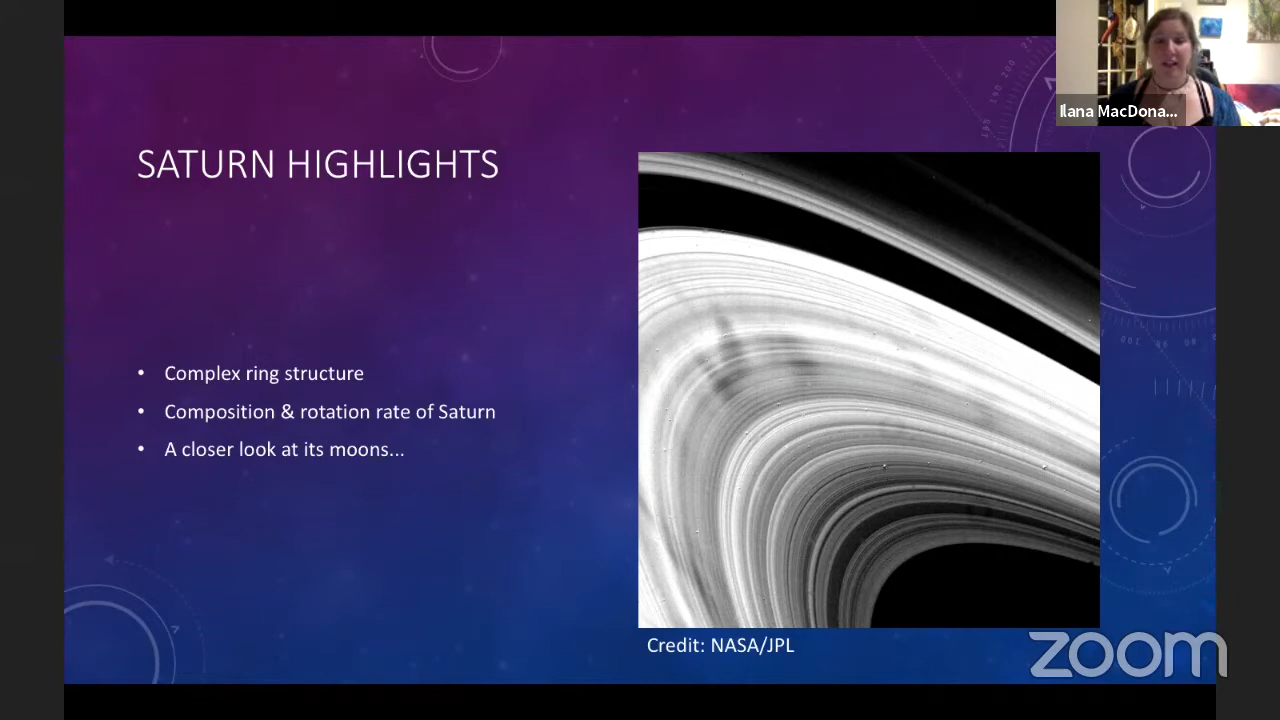 Ilana MacDona...
SATURN HIGHLIGHTS
• Complex ring structure
• Composition & rotation rate of Saturn
• A closer look at its moons...
Credit: NASA/JPL
zoom